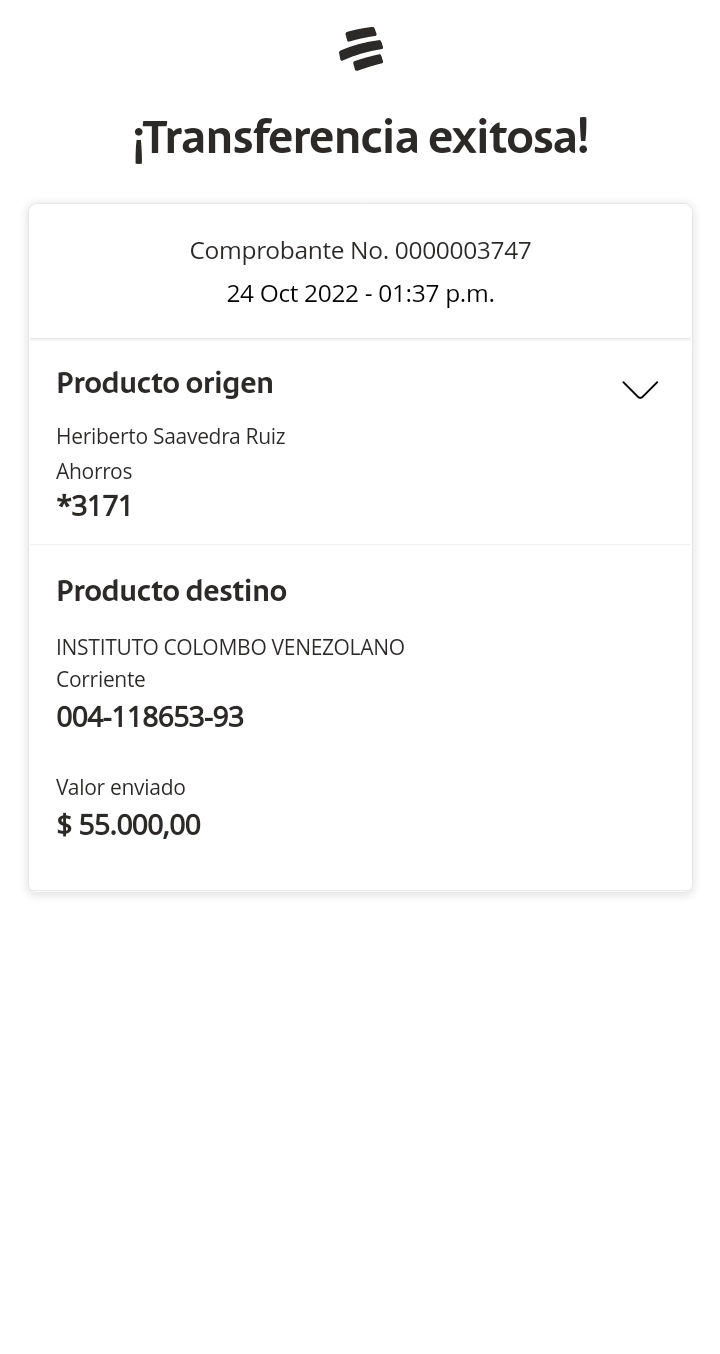 ¡Transferencia exitosa!
Comprobante No. 0000003747
24 Oct 2022 - 01:37 p.m.
Producto origen
Heriberto Saavedra Ruiz
Ahorros
*3171
Producto destino
INSTITUTO COLOMBO VENEZOLANO
Corriente
004-118653-93
Valor enviado
$ 55.000,00